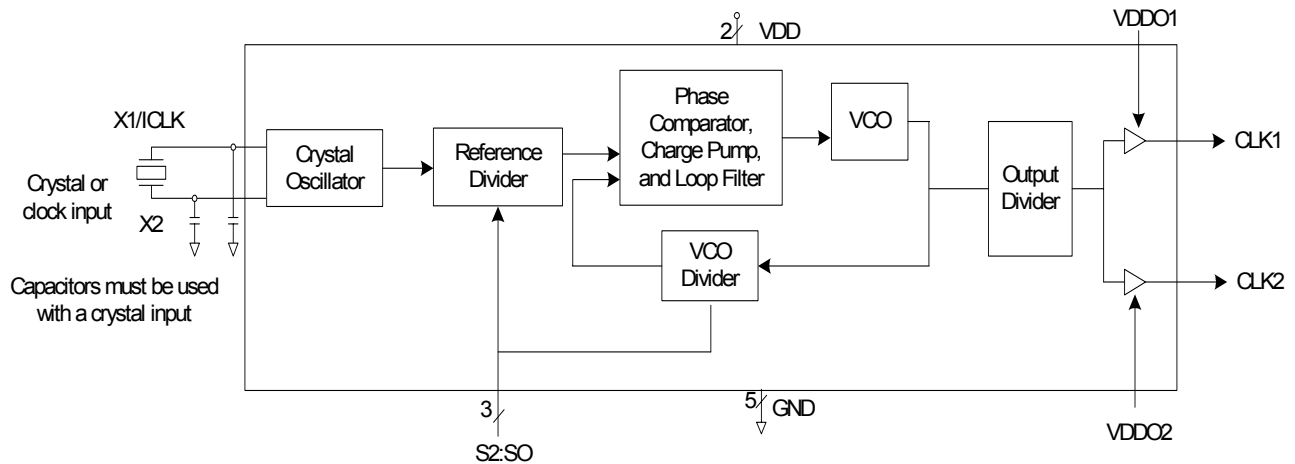 2 VDD
VDDO1
X1/ICLK
Crystal or
clock input
X2
Capacitors must be used
with a crystal input
Crystal
Oscillator
Reference
Divider
Phase
Comparator,
Charge Pump,
and Loop Filter
VCO
VCO
Divider
Output
Divider
CLK1
CLK2
3
S2:SO
5 GND
VDDO2